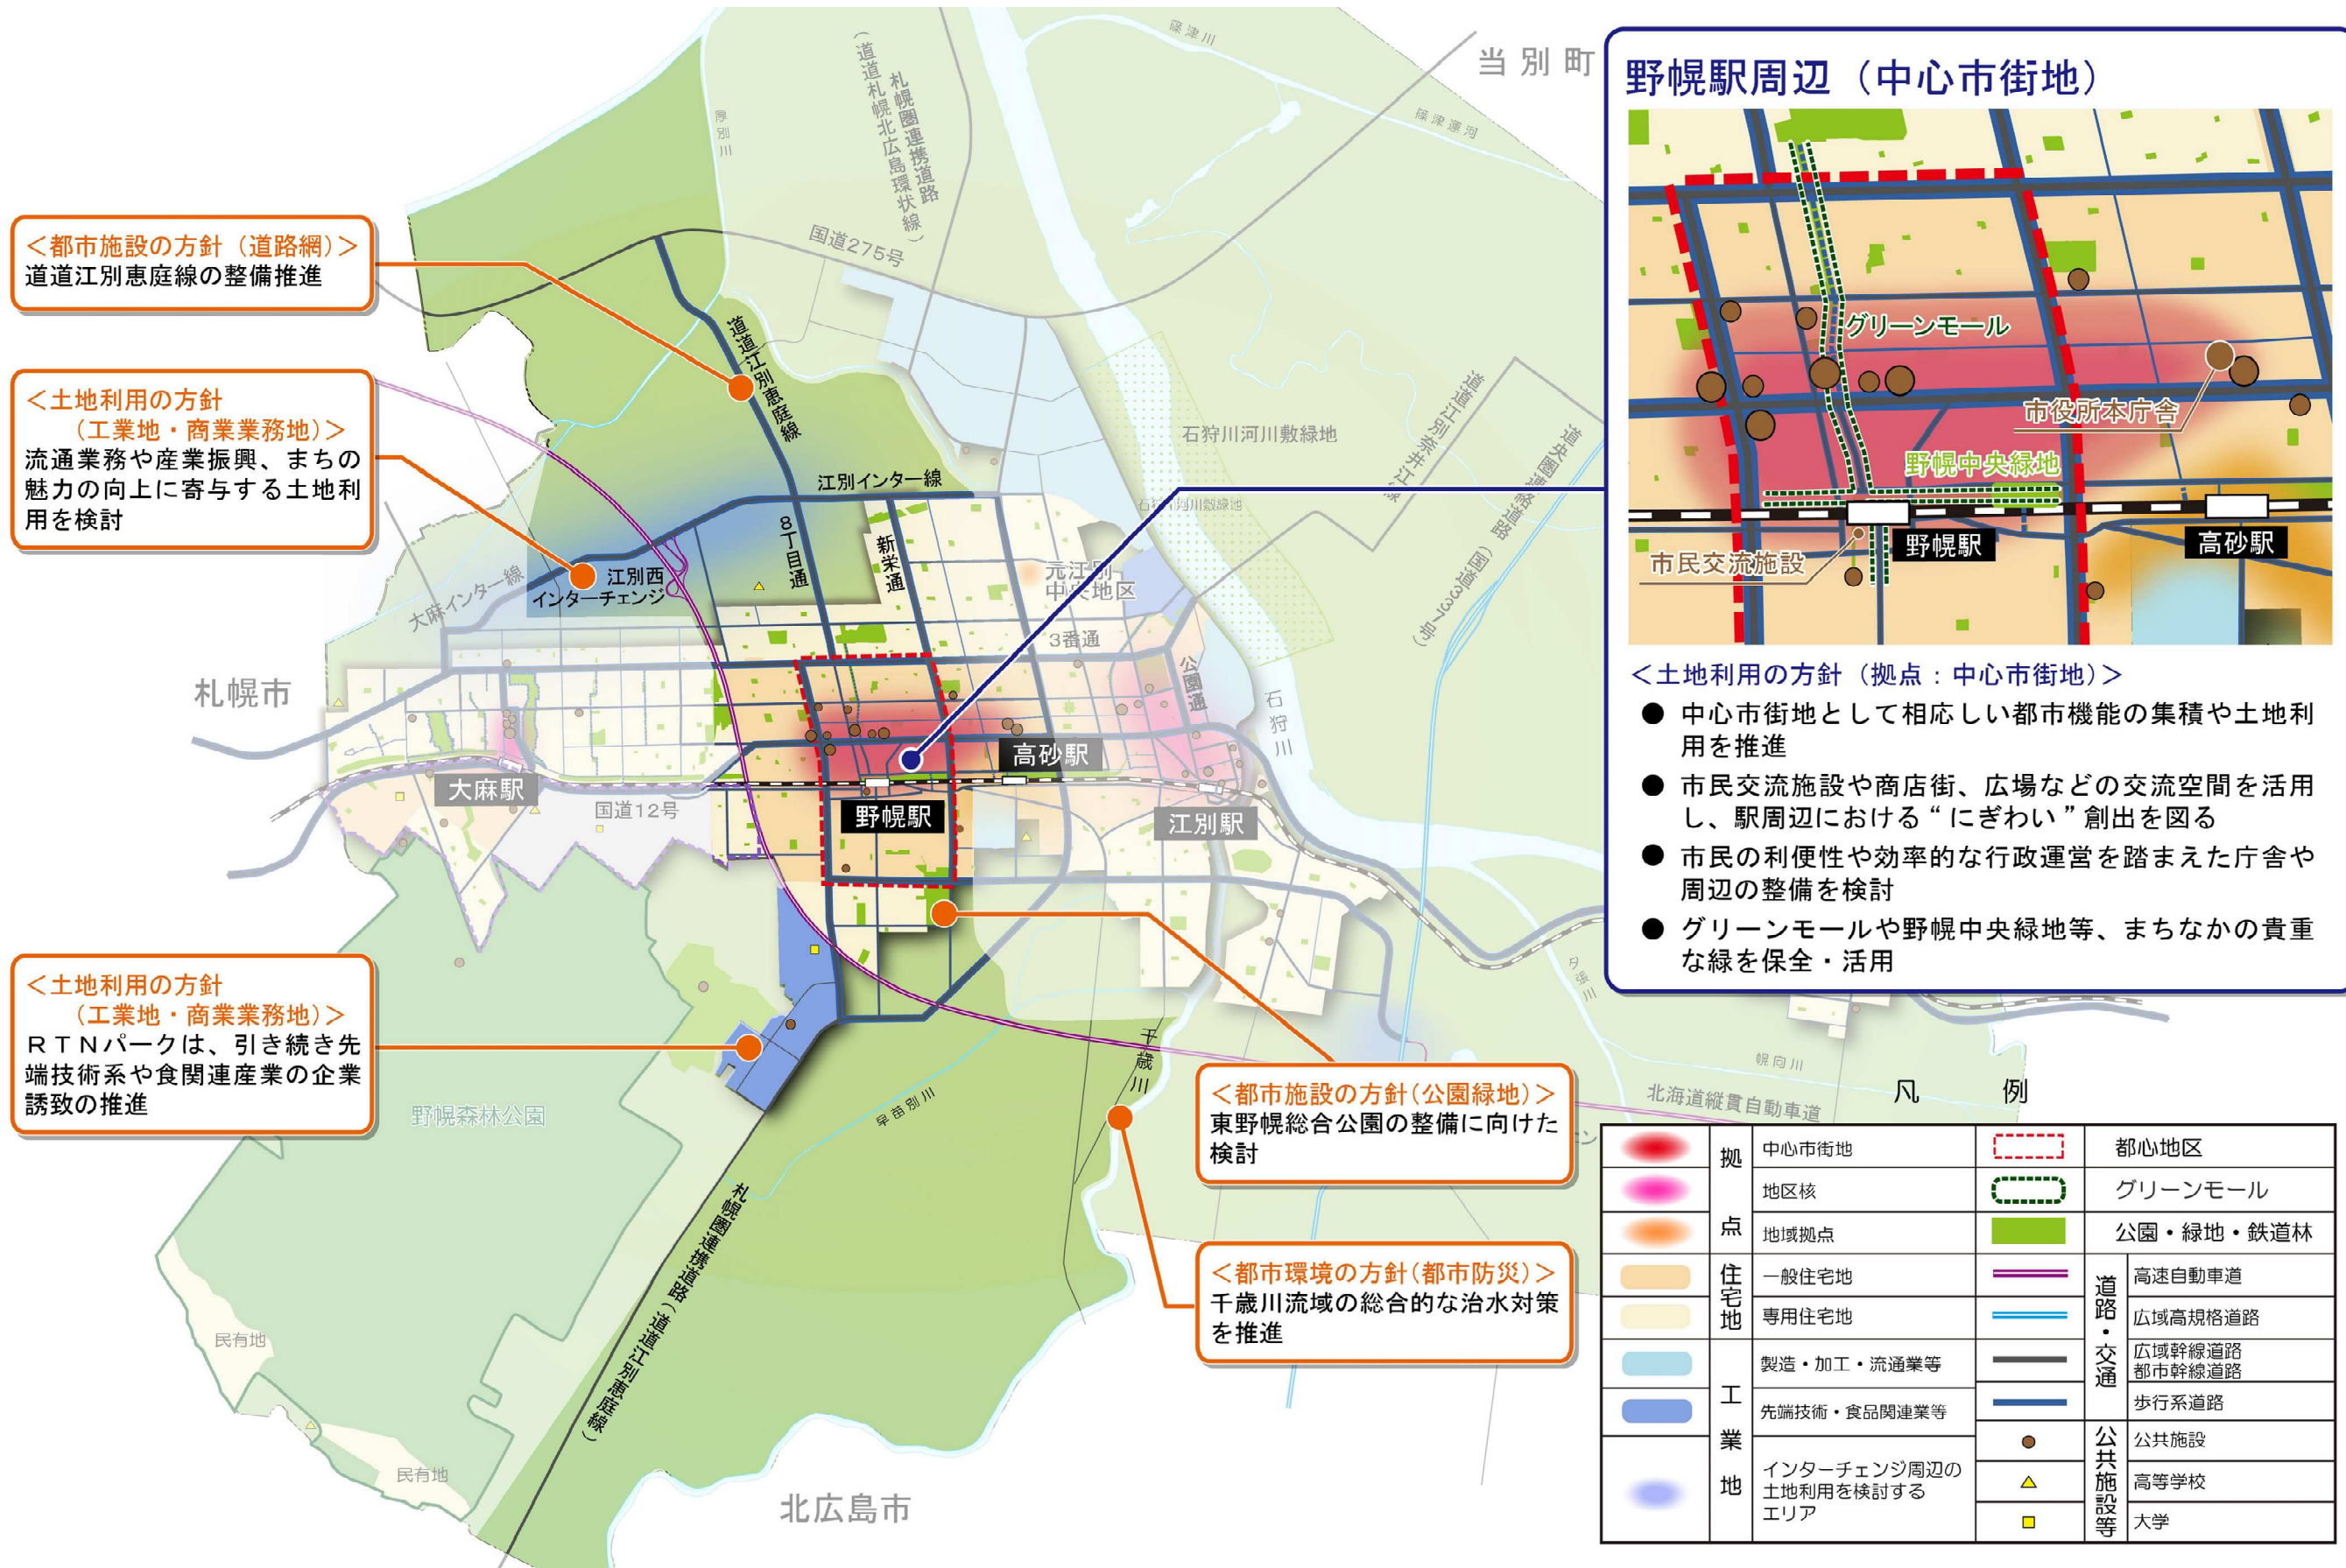 ＜都市施設の方針（道路網）＞
道道江別恵庭線の整備推進
＜土地利用の方針
（工業地・商業業務地）＞
流通業務や産業振興、まちの
魅力の向上に寄与する土地利
用を検討
＜土地利用の方針
（工業地・商業業務地）＞
ＲＴＮパークは、引き続き先
端技術系や食関連産業の企業
誘致の推進
＜都市施設の方針（公園緑地）＞
東野幌総合公園の整備に向けた
検討
＜都市環境の方針（都市防災）＞
千歳川流域の総合的な治水対策
を推進
当別町
篠津川
篠津運河
厚別川
札幌圏連携道路
（道道札幌北広島環状線）
国道275号
道道江別恵庭線
江別インター線
8丁目通
新栄通
江別西
インターチェンジ
大麻インター線
石狩川河川敷緑地
石狩川河川敷緑地
道道江別奈井江線
道央圏連絡道路（国道337号）
元江別
中央地区
3番通
公園通
石狩川
札幌市
大麻駅
国道12号
野幌駅
高砂駅
江別駅
夕張川
千歳川
早苗別川
幌向川
北海道縦貫自動車道
ン
野幌森林公園
札幌圏連携道路（道道江別恵庭線）
民有地
民有地
北広島市
野幌駅周辺（中心市街地）
グリーンモール
市役所本庁舎
野幌中央緑地
市民交流施設
野幌駅
高砂駅
＜土地利用の方針（拠点：中心市街地）＞
● 中心市街地として相応しい都市機能の集積や土地利
用を推進
● 市民交流施設や商店街、広場などの交流空間を活用
し、駅周辺における“にぎわい”創出を図る
● 市民の利便性や効率的な行政運営を踏まえた庁舎や
周辺の整備を検討
● グリーンモールや野幌中央緑地等、まちなかの貴重
な緑を保全・活用
凡例
拠点
中心市街地
地区核
地域拠点
住宅地
一般住宅地
専用住宅地
工業地
製造・加工・流通業等
先端技術・食品関連業等
インターチェンジ周辺の
土地利用を検討する
エリア
都心地区
グリーンモール
公園・緑地・鉄道林
道路・交通
高速自動車道
広域高規格道路
広域幹線道路
都市幹線道路
歩行系道路
公共施設等
公共施設
高等学校
大学